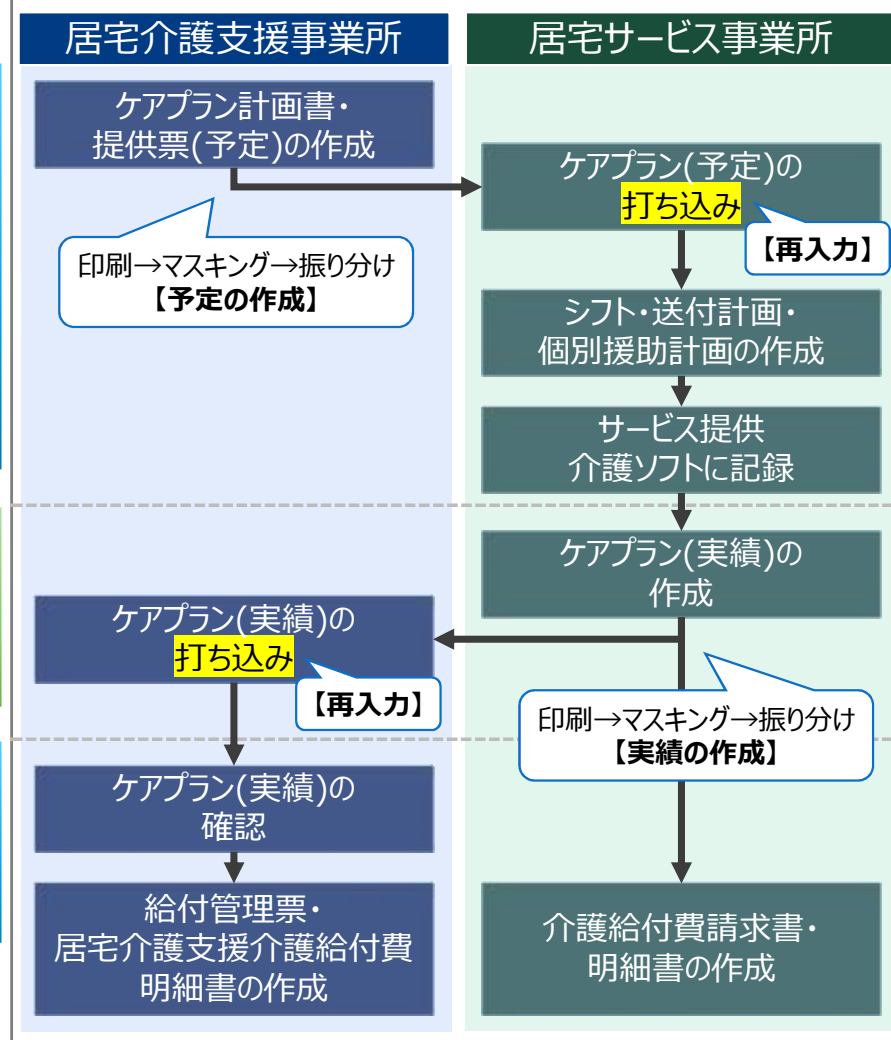 居宅介護支援事業所
居宅サービス事業所
ケアプラン計画書・
提供票(予定)の作成
ケアプラン(予定)の
打ち込み
【再入力】
印刷→マスキング→振り分け
【予定の作成】
シフト・送付計画・
個別援助計画の作成
サービス提供
介護ソフトに記録
ケアプラン(実績)の
作成
ケアプラン(実績)の
打ち込み
【再入力】
印刷→マスキング→振り分け
【実績の作成】
ケアプラン(実績)の
確認
給付管理票・
居宅介護支援介護給付費
明細書の作成
介護給付費請求書・
明細書の作成